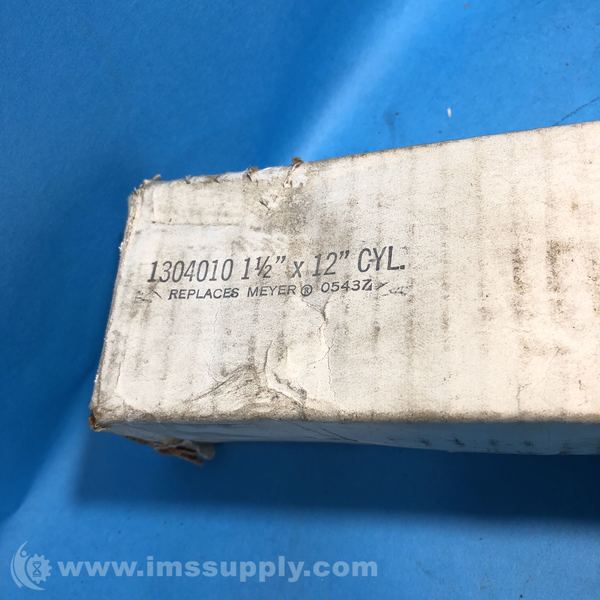 1304010 1½" x 12" CYL.
REPLACES MEYER® 05437
www.imssupply.com